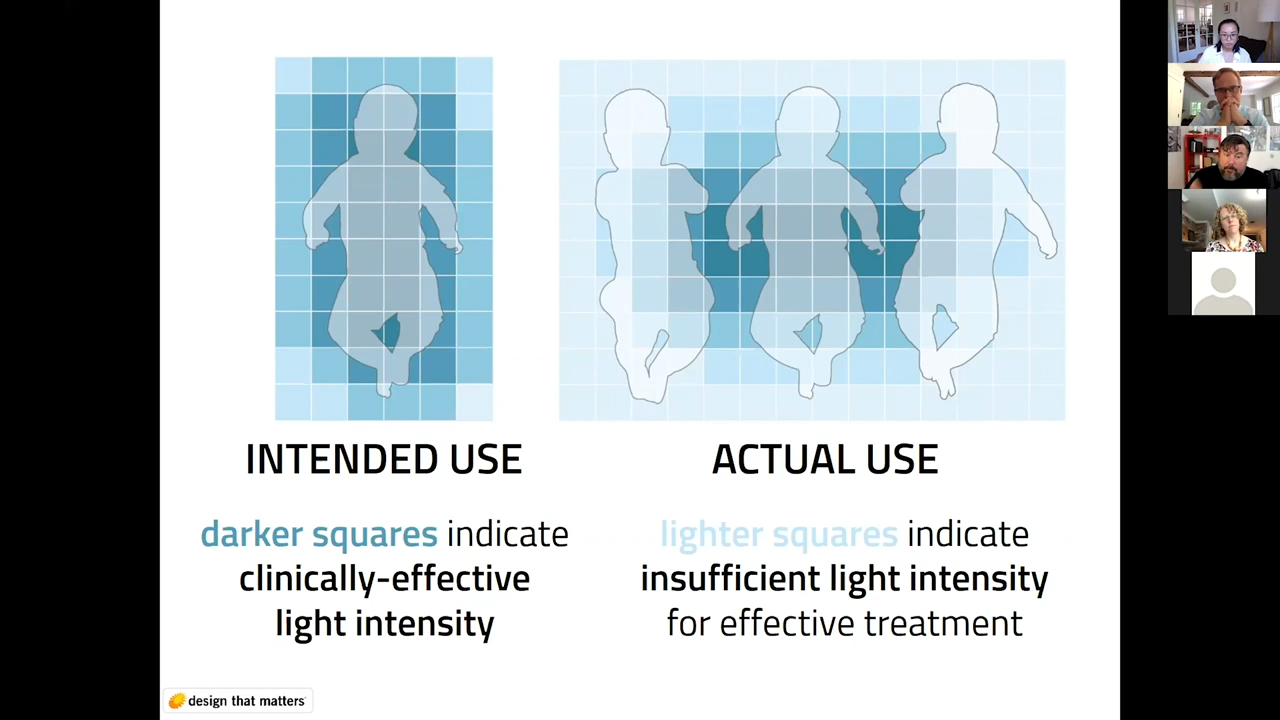 INTENDED USE
darker squares indicate
clinically-effective
light intensity
ACTUAL USE
lighter squares indicate
insufficient light intensity
for effective treatment
design that matters